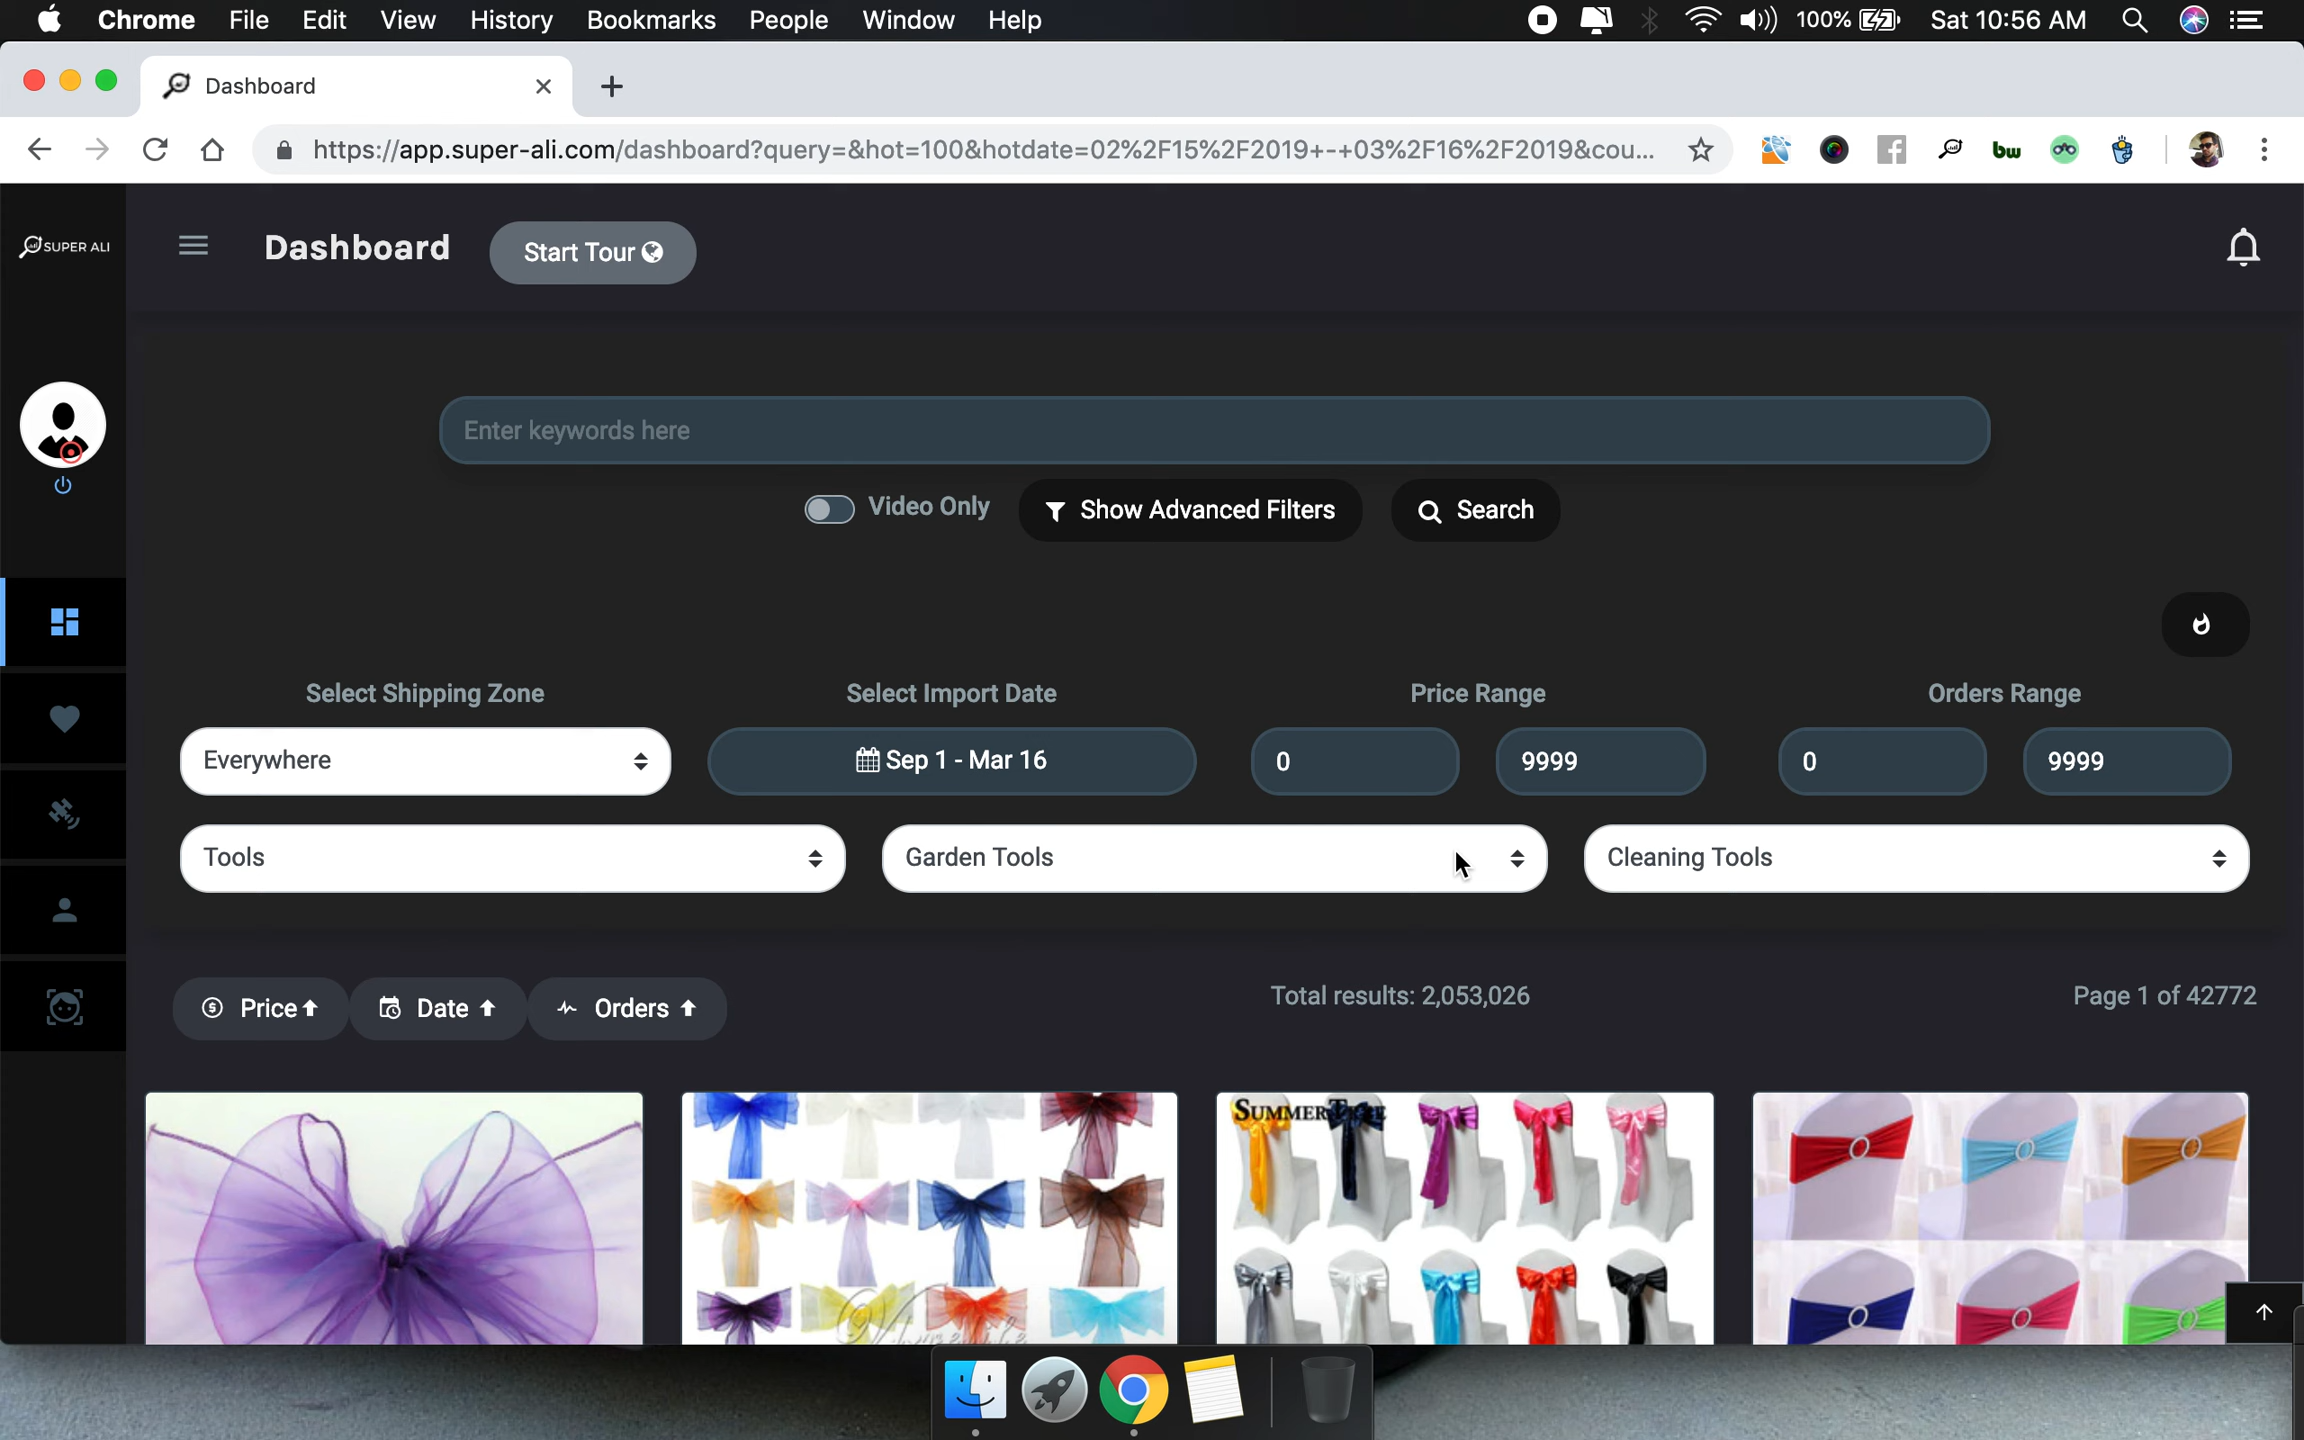 Chrome File Edit View History Bookmarks People Window Help 100% Sat 10:56 AM
Dashboard
https://app.super-ali.com/dashboard?query=&hot=100&hotdate=02%2F15%2F2019+-+03%2F16%2F2019&cou...
bw
SUPER ALI
Dashboard Start Tour
Enter keywords here
Video Only Show Advanced Filters Search
Select Shipping Zone Select Import Date Price Range Orders Range
Everywhere Sep 1 - Mar 16 0 9999 0 9999
Tools Garden Tools Cleaning Tools
Price Date Orders Total results: 2,053,026 Page 1 of 42772